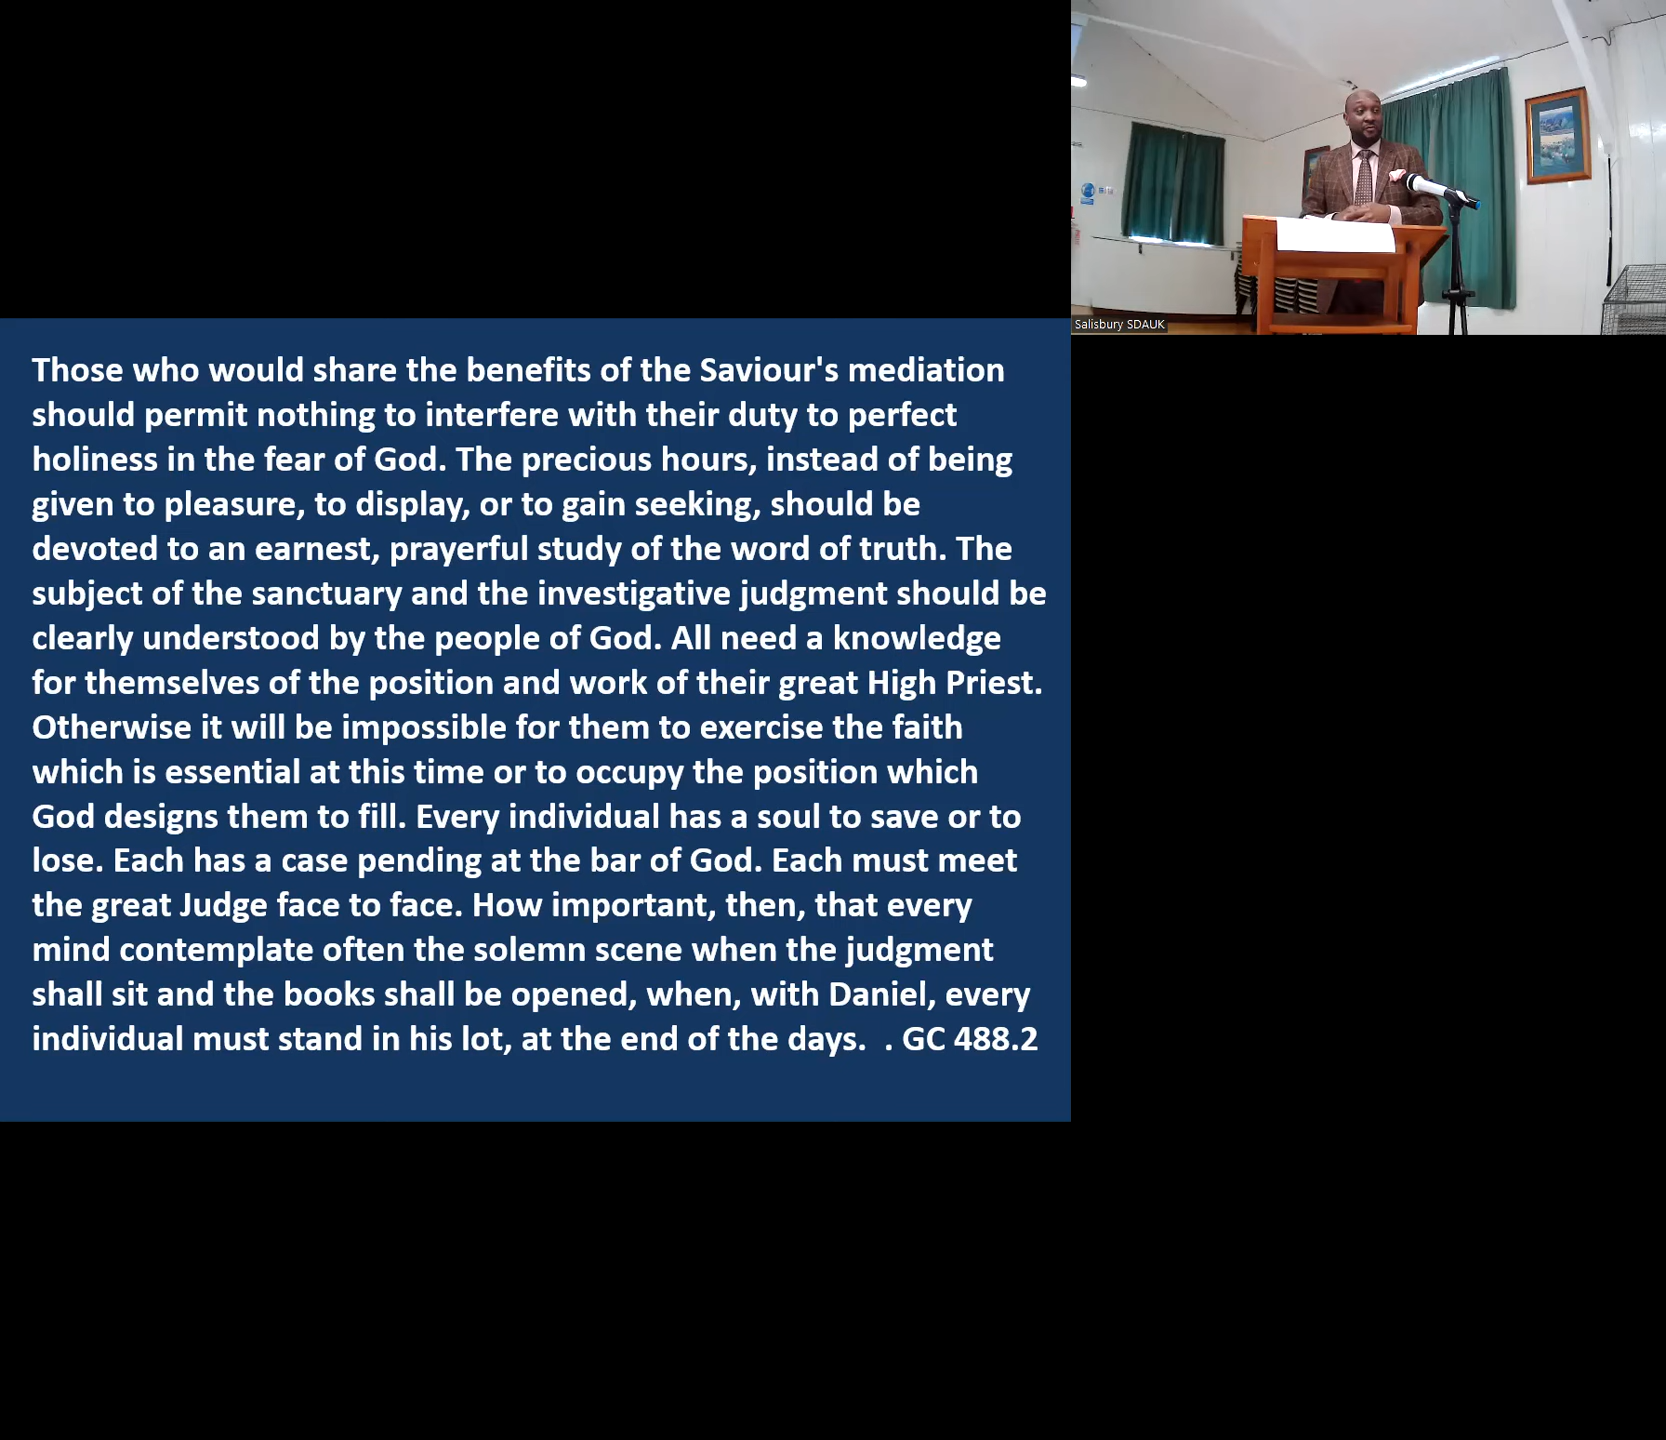 Those who would share the benefits of the Saviour's mediation
should permit nothing to interfere with their duty to perfect
holiness in the fear of God. The precious hours, instead of being
given to pleasure, to display, or to gain seeking, should be
devoted to an earnest, prayerful study of the word of truth. The
subject of the sanctuary and the investigative judgment should be
clearly understood by the people of God. All need a knowledge
for themselves of the position and work of their great High Priest.
Otherwise it will be impossible for them to exercise the faith
which is essential at this time or to occupy the position which
God designs them to fill. Every individual has a soul to save or to
lose. Each has a case pending at the bar of God. Each must meet
the great Judge face to face. How important, then, that every
mind contemplate often the solemn scene when the judgment
shall sit and the books shall be opened, when, with Daniel, every
individual must stand in his lot, at the end of the days.  . GC 488.2
Salisbury SDAUK